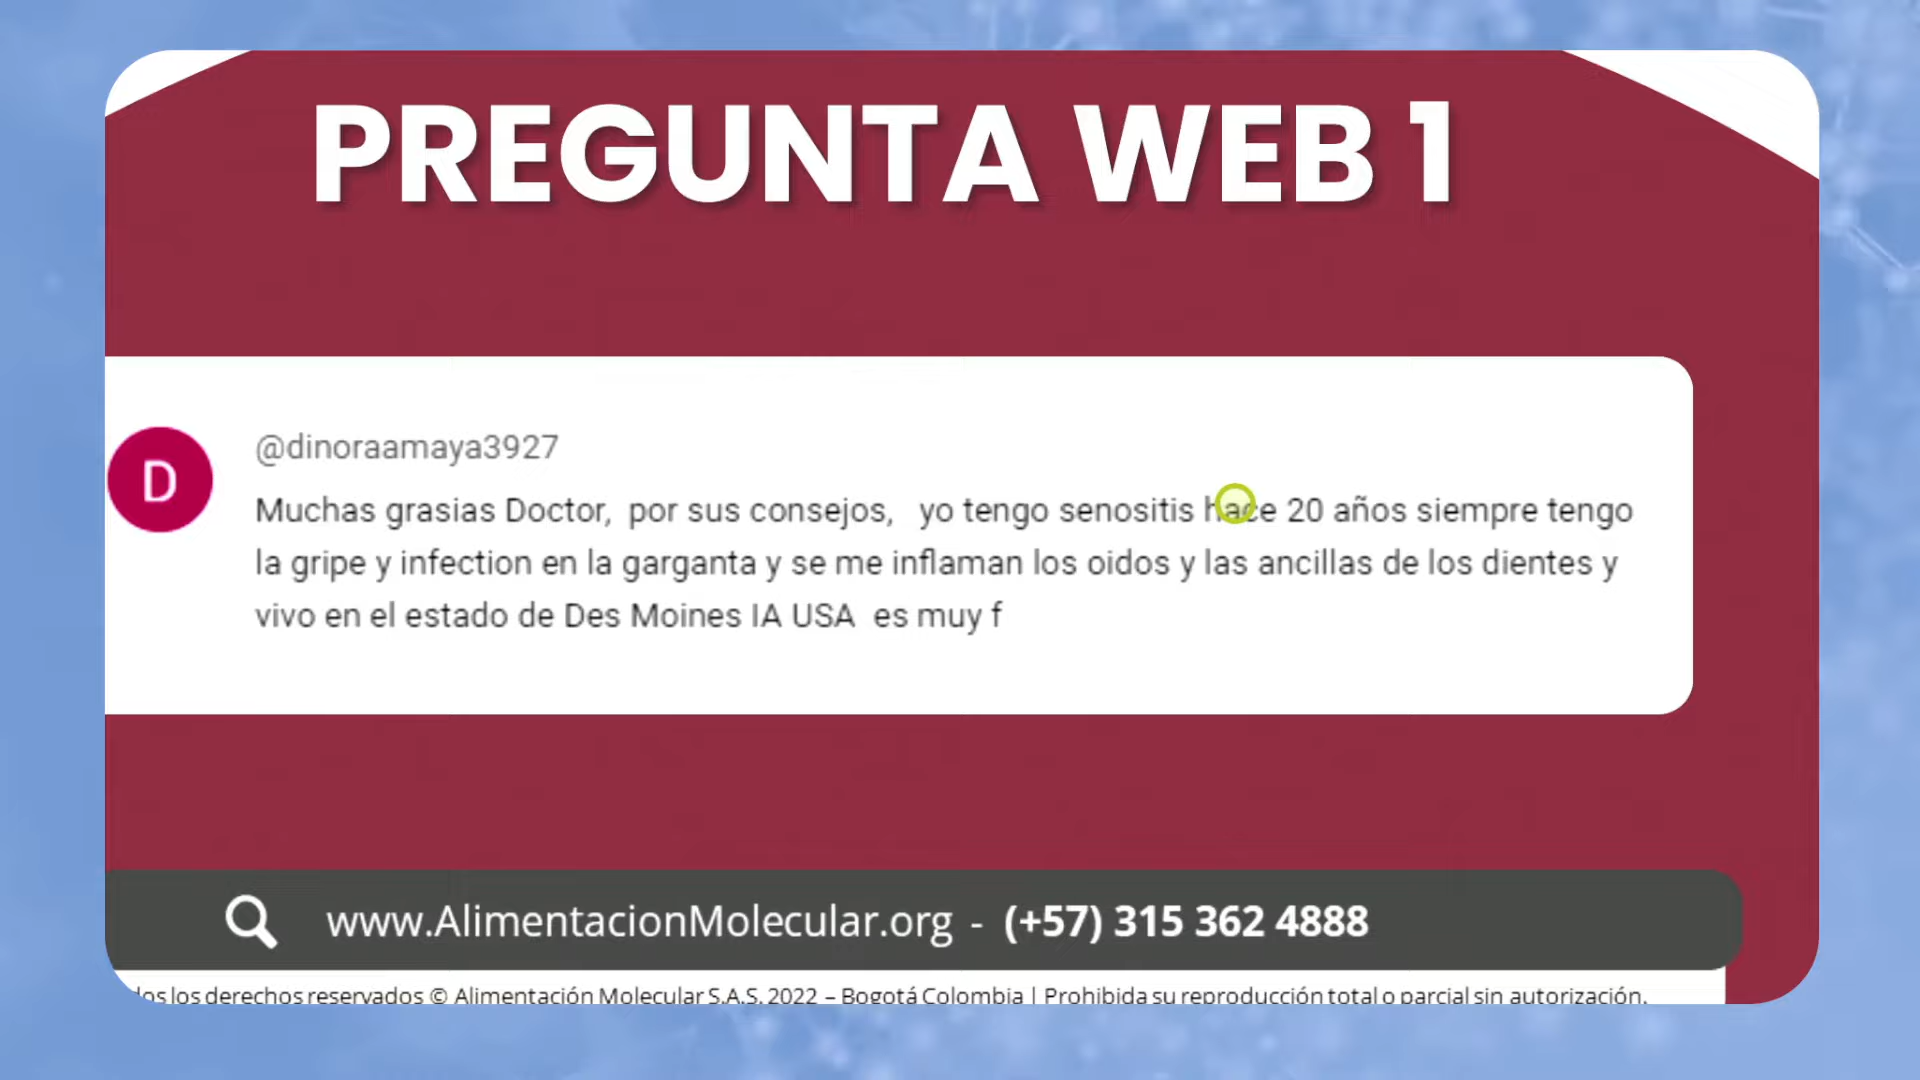 PREGUNTA WEB 1
D
@dinoraamaya3927
Muchas grasias Doctor, por sus consejos, yo tengo senositis hace 20 años siempre tengo
la gripe y infection en la garganta y se me inflaman los oidos y las ancillas de los dientes y
vivo en el estado de Des Moines IA USA es muy f
www.AlimentacionMolecular.org - (+57) 315 362 4888
los derechos reservados © Alimentación Molecular S.A.S. 2022 – Bogotá Colombia | Prohibida su reproducción total o parcial sin autorización.